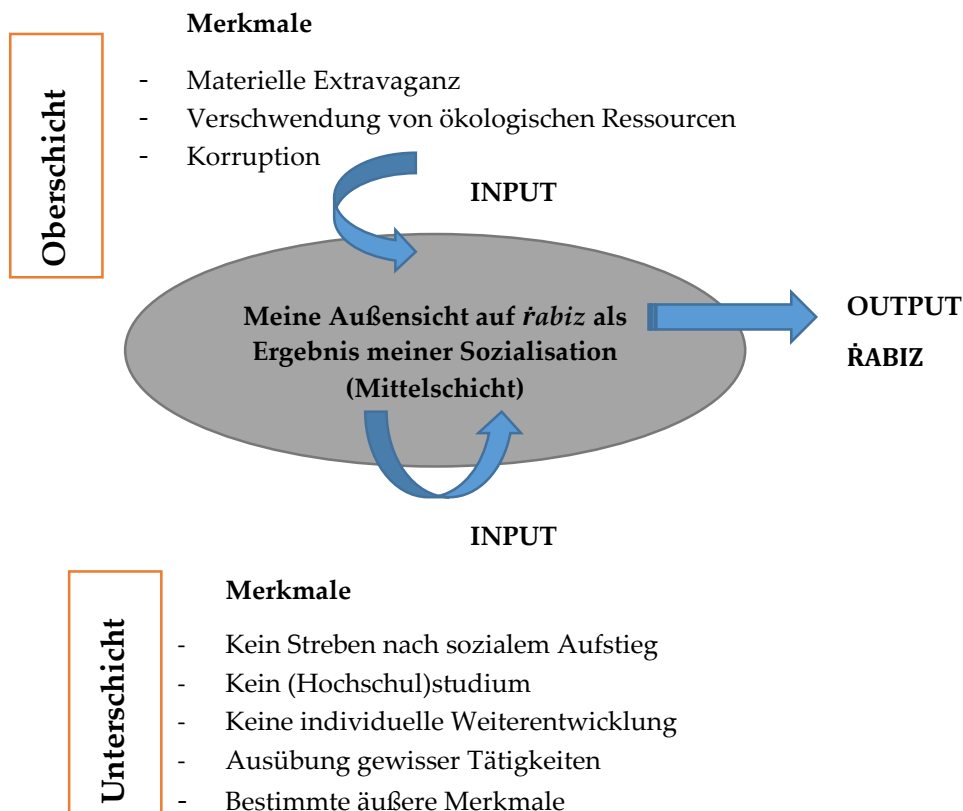 Merkmale
Oberschicht
- Materielle Extravaganz
- Verschwendung von ökologischen Ressourcen
- Korruption
INPUT
Meine Außensicht auf ṙabiz als
Ergebnis meiner Sozialisation
(Mittelschicht)
OUTPUT
ṘABIZ
INPUT
Merkmale
Unterschicht
- Kein Streben nach sozialem Aufstieg
- Kein (Hochschul)studium
- Keine individuelle Weiterentwicklung
- Ausübung gewisser Tätigkeiten
- Bestimmte äußere Merkmale